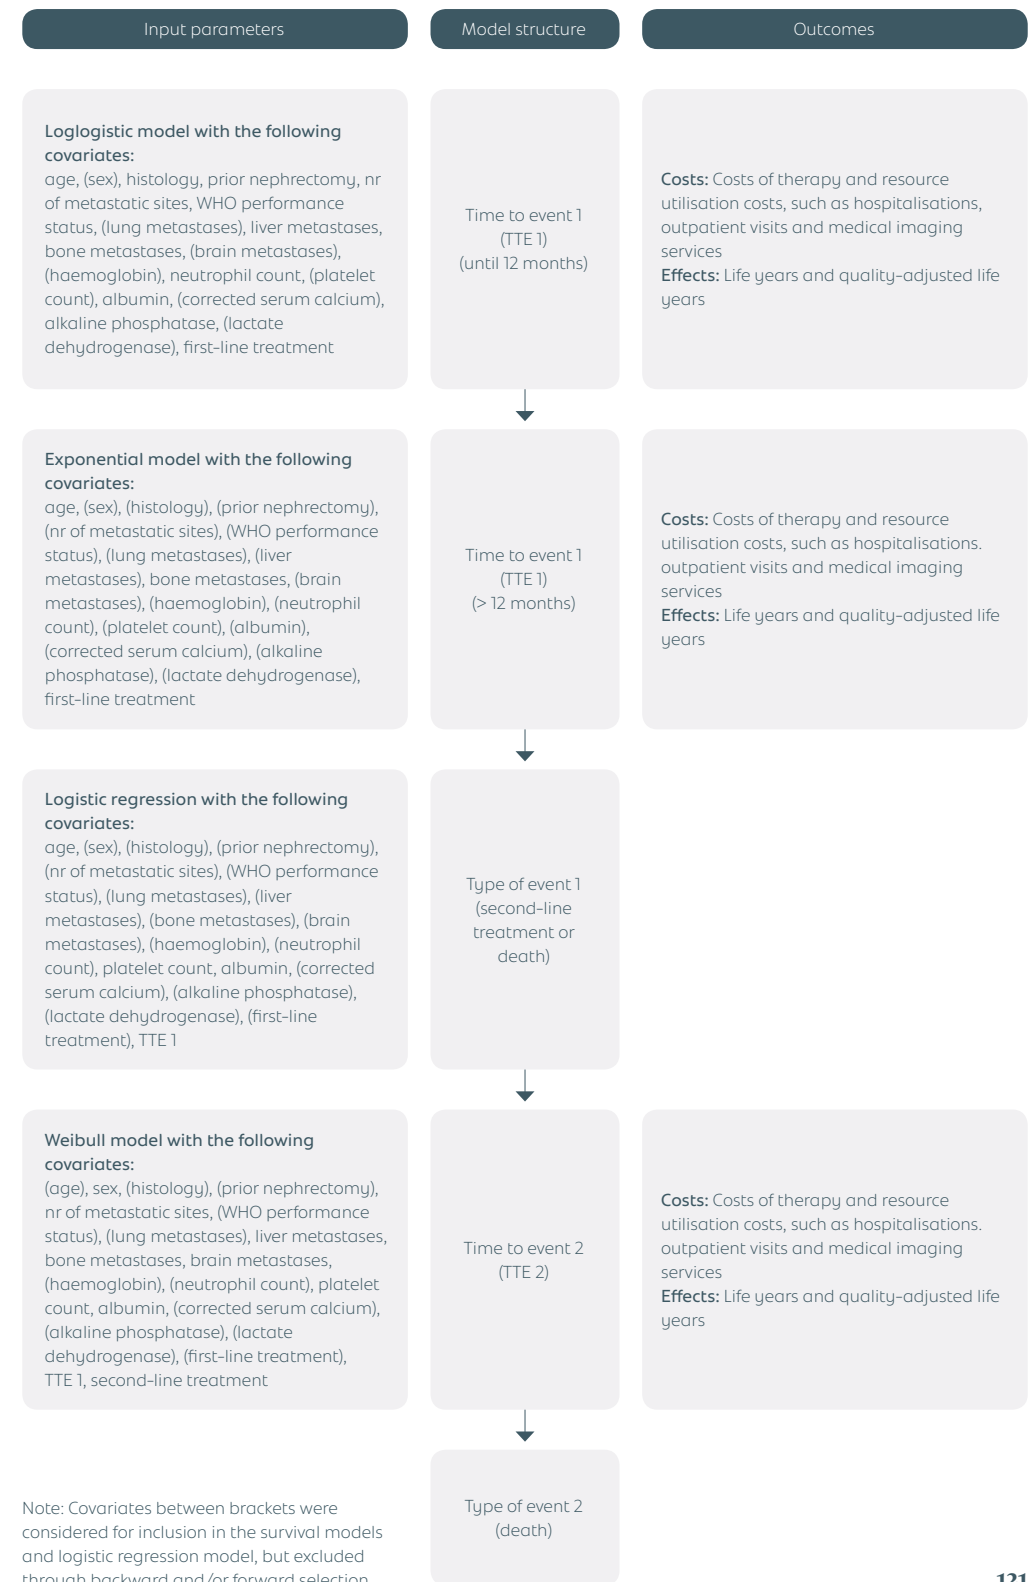 Input parameters
Model structure
Outcomes
Loglogistic model with the following
covariates:
age, (sex), histology, prior nephrectomy, nr
of metastatic sites, WHO performance
status, (lung metastases), liver metastases,
bone metastases, (brain metastases),
(haemoglobin), neutrophil count, (platelet
count), albumin, (corrected serum calcium),
alkaline phosphatase, (lactate
dehydrogenase), first-line treatment
Time to event 1
(TTE 1)
(until 12 months)
Costs: Costs of therapy and resource
utilisation costs, such as hospitalisations,
outpatient visits and medical imaging
services
Effects: Life years and quality-adjusted life
years
Exponential model with the following
covariates:
age, (sex), (histology), (prior nephrectomy),
(nr of metastatic sites), (WHO performance
status), (lung metastases), (liver
metastases), bone metastases, (brain
metastases), (haemoglobin), (neutrophil
count), (platelet count), (albumin),
(corrected serum calcium), (alkaline
phosphatase), (lactate dehydrogenase),
first-line treatment
Time to event 1
(TTE 1)
(> 12 months)
Costs: Costs of therapy and resource
utilisation costs, such as hospitalisations.
outpatient visits and medical imaging
services
Effects: Life years and quality-adjusted life
years
Logistic regression with the following
covariates:
age, (sex), (histology), (prior nephrectomy),
(nr of metastatic sites), (WHO performance
status), (lung metastases), (liver
metastases), (bone metastases), (brain
metastases), (haemoglobin), (neutrophil
count), platelet count, albumin, (corrected
serum calcium), (alkaline phosphatase),
(lactate dehydrogenase), (first-line
treatment), TTE 1
Type of event 1
(second-line
treatment or
death)
Weibull model with the following
covariates:
(age), sex, (histology), (prior nephrectomy),
nr of metastatic sites, (WHO performance
status), (lung metastases), liver metastases,
bone metastases, brain metastases,
(haemoglobin), (neutrophil count), platelet
count, albumin, (corrected serum calcium),
(alkaline phosphatase), (lactate
dehydrogenase), (first-line treatment),
TTE 1, second-line treatment
Time to event 2
(TTE 2)
Costs: Costs of therapy and resource
utilisation costs, such as hospitalisations.
outpatient visits and medical imaging
services
Effects: Life years and quality-adjusted life
years
Type of event 2
(death)
Note: Covariates between brackets were
considered for inclusion in the survival models
and logistic regression model, but excluded
through backward and/or forward selection
121